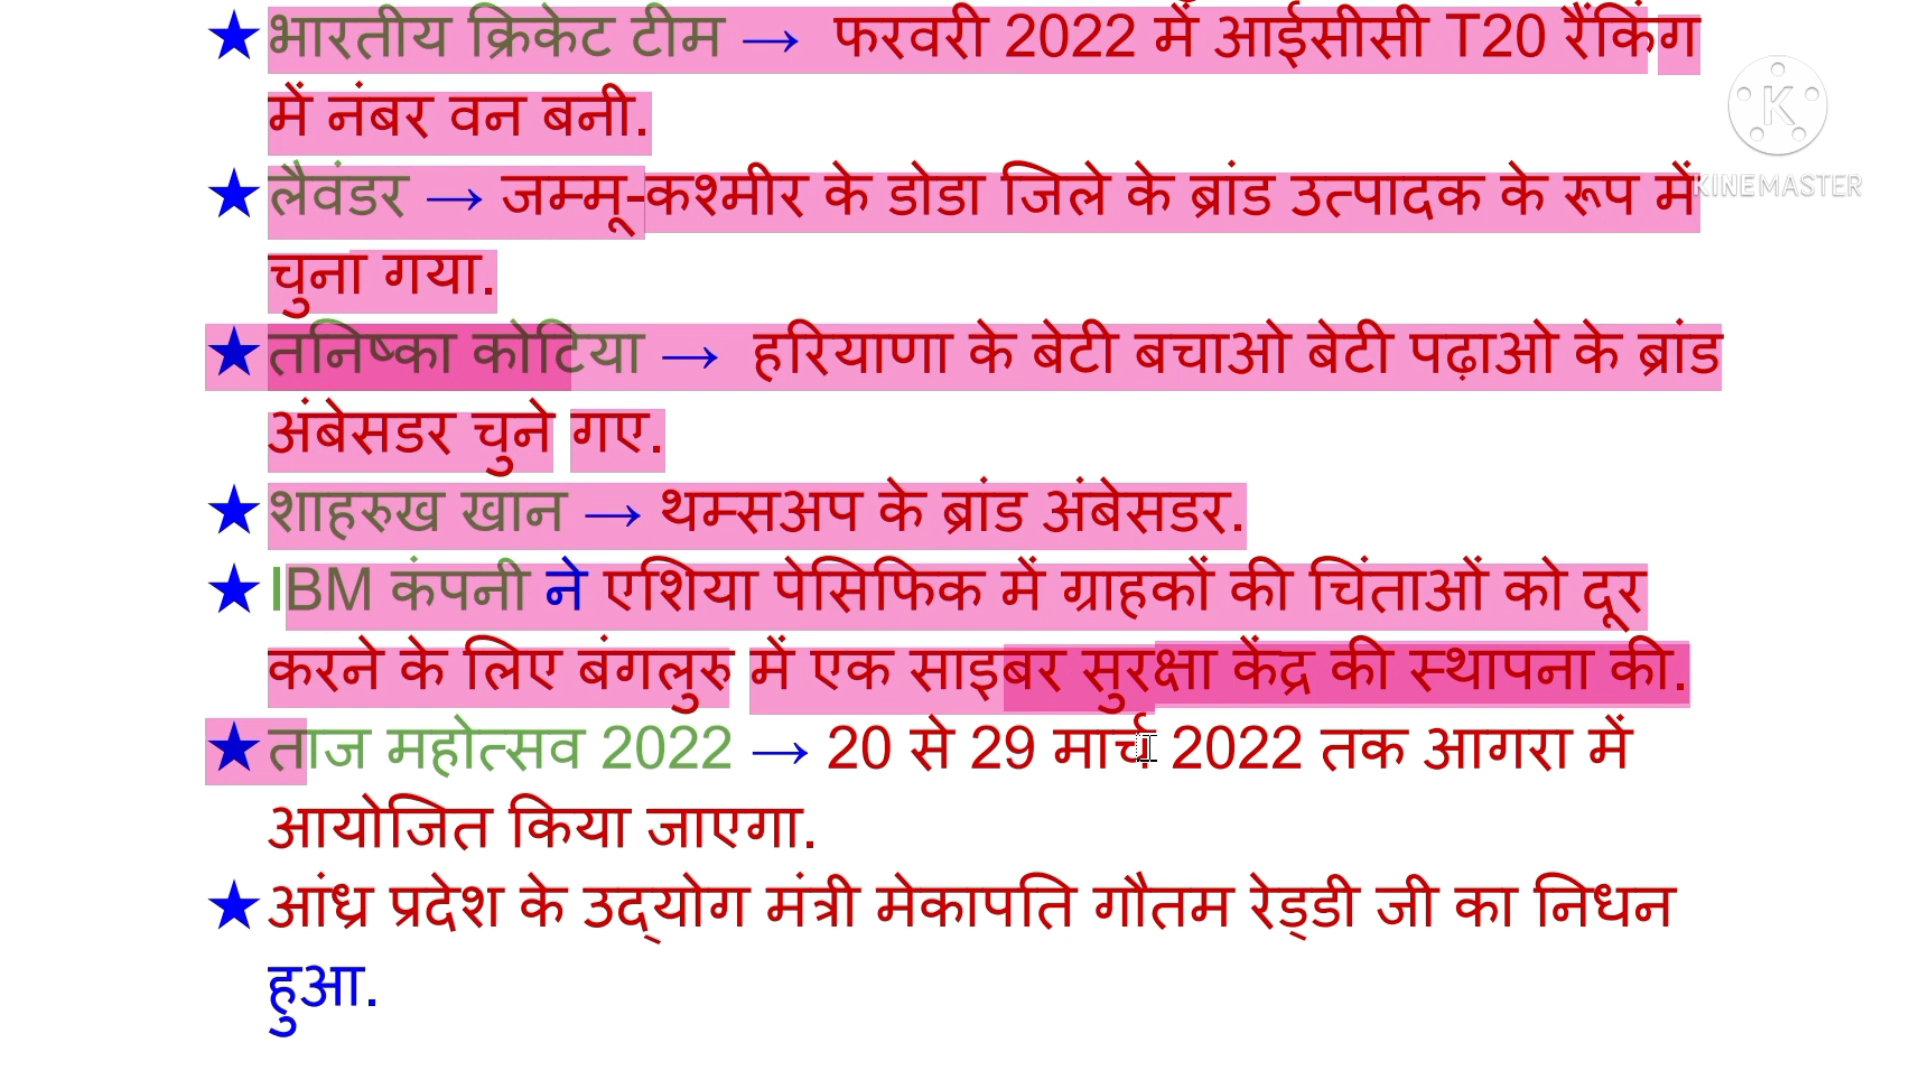 ★ भारतीय क्रिकेट टीम → फरवरी 2022 में आईसीसी T20 रैंकिंग
में नंबर वन बनी.
K
★ लैवंडर → जम्मू-कश्मीर के डोडा जिले के ब्रांड उत्पादक के रूप में
KINEMASTER
चुना गया.
★ तनिष्का कोटिया → हरियाणा के बेटी बचाओ बेटी पढ़ाओ के ब्रांड
अंबेसडर चुने गए.
★ शाहरुख खान → थम्सअप के ब्रांड अंबेसडर.
★ IBM कंपनी ने एशिया पेसिफिक में ग्राहकों की चिंताओं को दूर
करने के लिए बंगलुरु में एक साइबर सुरक्षा केंद्र की स्थापना की.
★ ताज महोत्सव 2022 → 20 से 29 मार्च 2022 तक आगरा में
आयोजित किया जाएगा.
★ आंध्र प्रदेश के उद्योग मंत्री मेकापति गौतम रेड्डी जी का निधन
हुआ.